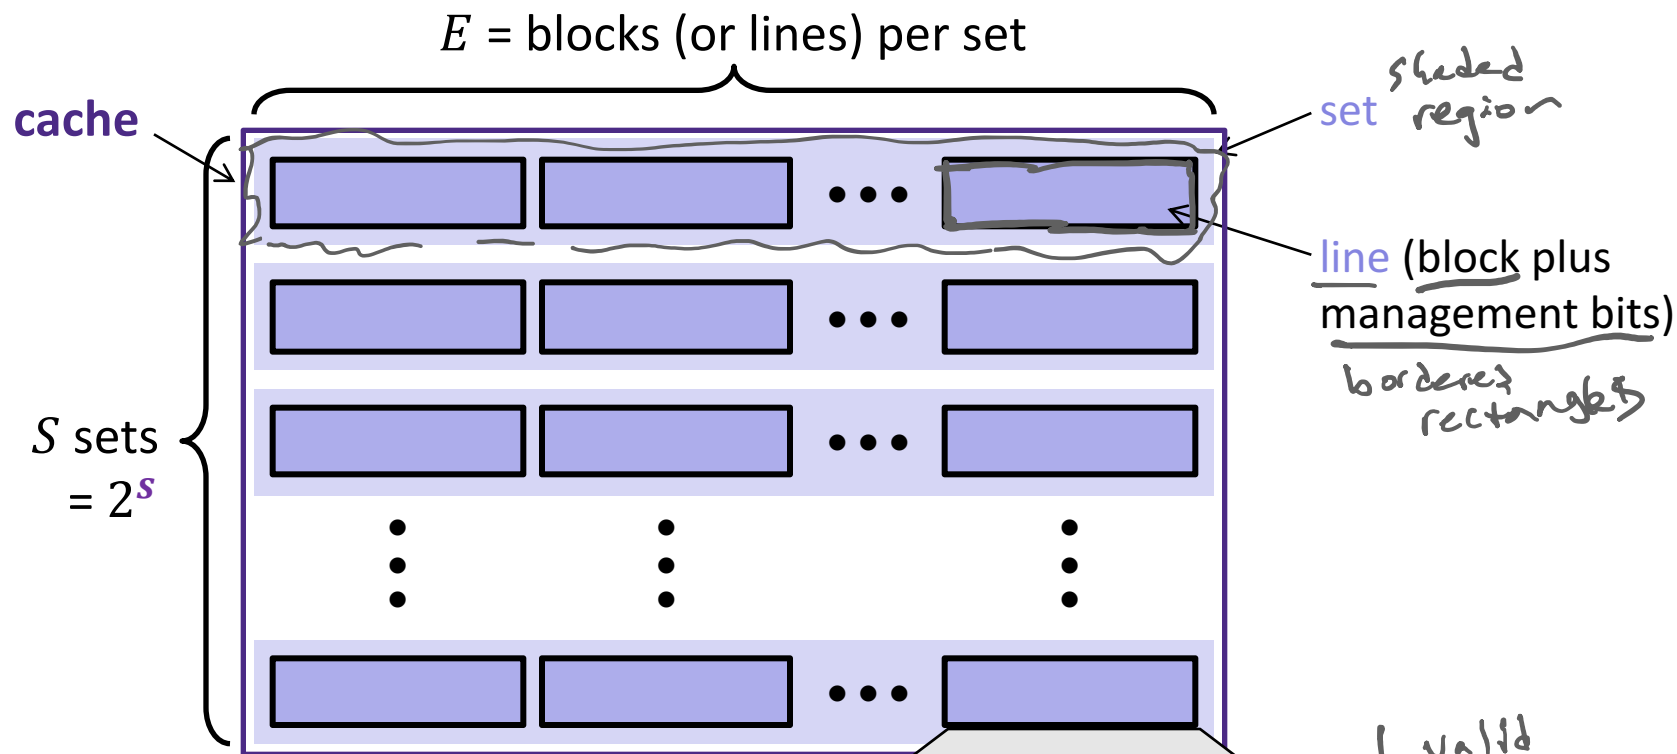 E = blocks (or lines) per set
cache
set
shaded
region
line (block plus
management bits)
bordered
rectangles
S sets
= 2^s
valid